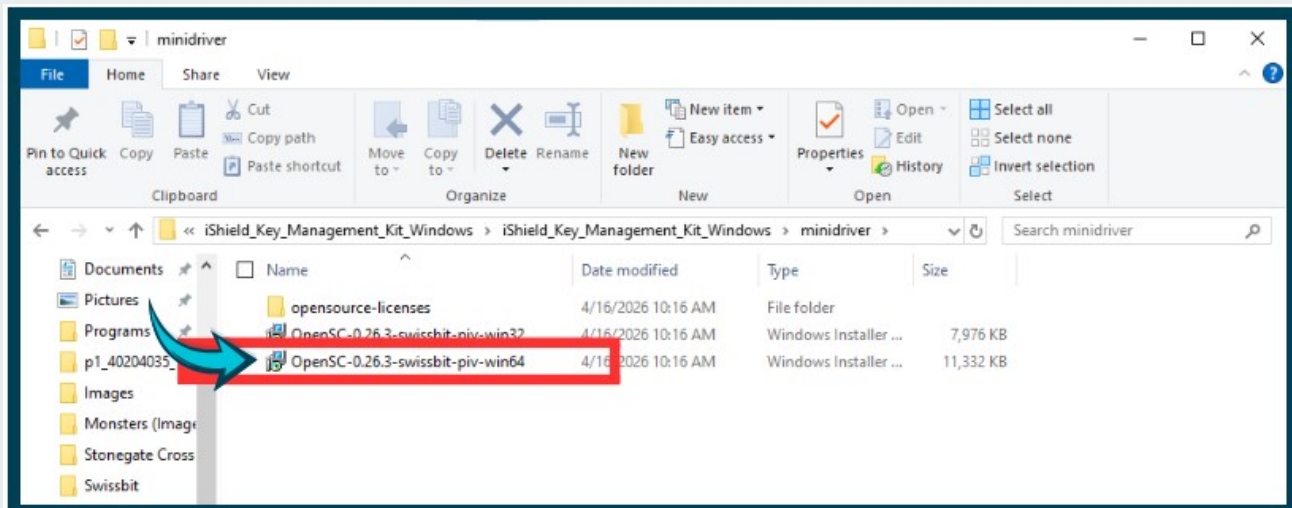 minidriver
File Home Share View
Pin to Quick access
Copy
Paste
Cut
Copy path
Paste shortcut
Clipboard
Move to
Copy to
Delete
Rename
Organize
New folder
New item
Easy access
New
Properties
Open
Edit
History
Open
Select all
Select none
Invert selection
Select
« iShield_Key_Management_Kit_Windows > iShield_Key_Management_Kit_Windows > minidriver >
Search minidriver
Documents
Pictures
Programs
p1_40204035_
Images
Monsters (Image
Stonegate Cross
Swissbit
Name Date modified Type Size
opensource-licenses 4/16/2026 10:16 AM File folder
OpenSC-0.26.3-swissbit-piv-win32 4/16/2026 10:16 AM Windows Installer ... 7,976 KB
OpenSC-0.26.3-swissbit-piv-win64 4/16/2026 10:16 AM Windows Installer ... 11,332 KB